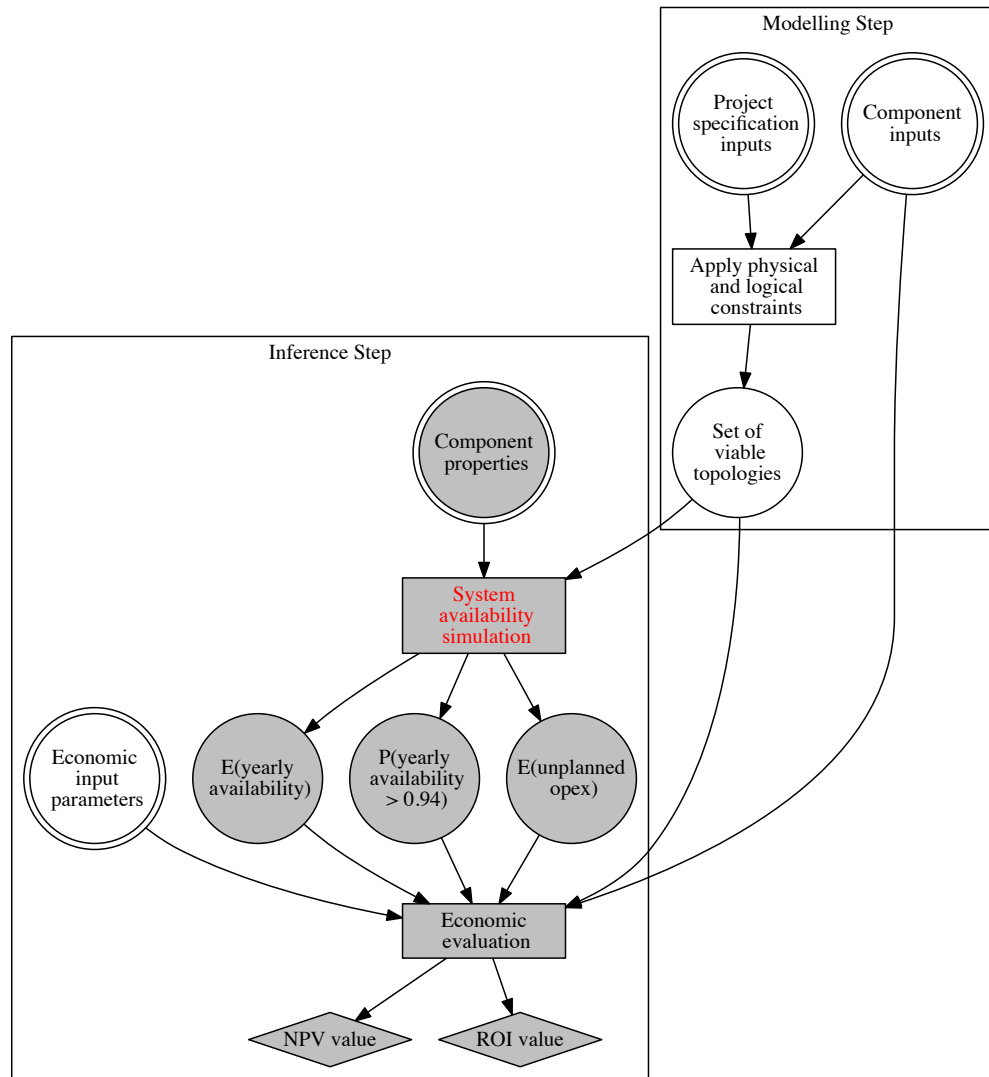 Modelling Step
Project
specification
inputs
Component
inputs
Apply physical
and logical
constraints
Set of
viable
topologies
Inference Step
Component
properties
System
availability
simulation
Economic
input
parameters
E(yearly
availability)
P(yearly
availability
> 0.94)
E(unplanned
opex)
Economic
evaluation
NPV value
ROI value